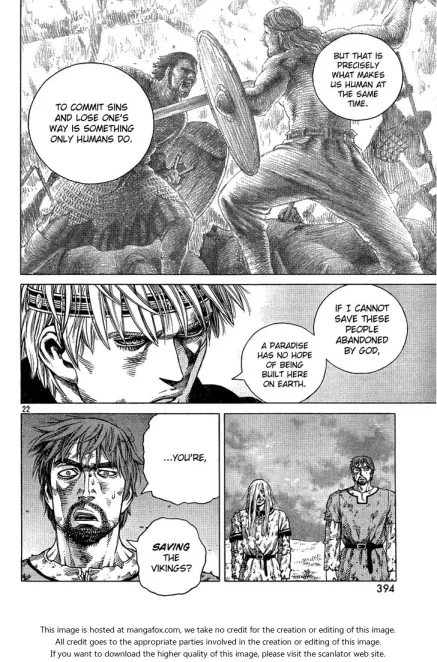 BUT THAT IS
PRECISELY
WHAT MAKES
US HUMAN AT
THE SAME
TIME.
TO COMMIT SINS
AND LOSE ONE'S
WAY IS SOMETHING
ONLY HUMANS DO.
IF I CANNOT
SAVE THESE
PEOPLE
ABANDONED
BY GOD,
A PARADISE
HAS NO HOPE
OF BEING
BUILT HERE
ON EARTH.
22
...YOU'RE,
SAVING
THE
VIKINGS?
394
This image is hosted at mangafox.com, we take no credit for the creation or editing of this image.
All credit goes to the appropriate parties involved in the creation or editing of this image.
If you want to download the higher quality of this image, please visit the scanlator web site.